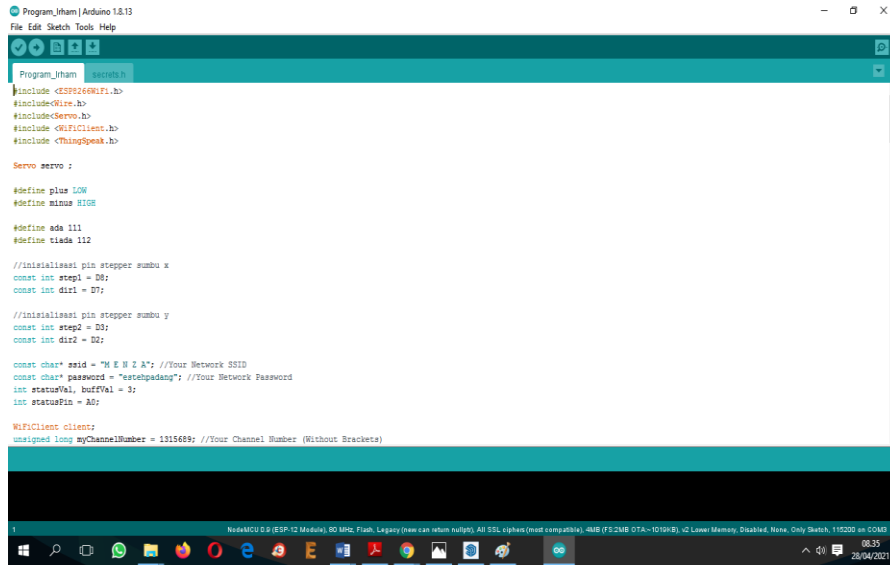 Program_Irham | Arduino 1.8.13
File Edit Sketch Tools Help
Program_Irham secrets.h
#include <ESP8266WiFi.h>
#include<Wire.h>
#include<Servo.h>
#include <WiFiClient.h>
#include <ThingSpeak.h>
Servo servo ;
#define plus LOW
#define minus HIGH
#define ada 111
#define tiada 112
//inisialisasi pin stepper sumbu x
const int step1 = D8;
const int dir1 = D7;
//inisialisasi pin stepper sumbu y
const int step2 = D3;
const int dir2 = D2;
const char* ssid = "M E N Z A"; //Your Network SSID
const char* password = "estehpadang"; //Your Network Password
int statusVal, buffVal = 3;
int statusPin = A0;
WiFiClient client;
unsigned long myChannelNumber = 1315689; //Your Channel Number (Without Brackets)
1 NodeMCU 0.9 (ESP-12 Module), 80 MHz, Flash, Legacy (new can return nullptr), All SSL ciphers (most compatible), 4MB (FS:2MB OTA:~1019KB), v2 Lower Memory, Disabled, None, Only Sketch, 115200 on COM3
08.35
28/04/2021